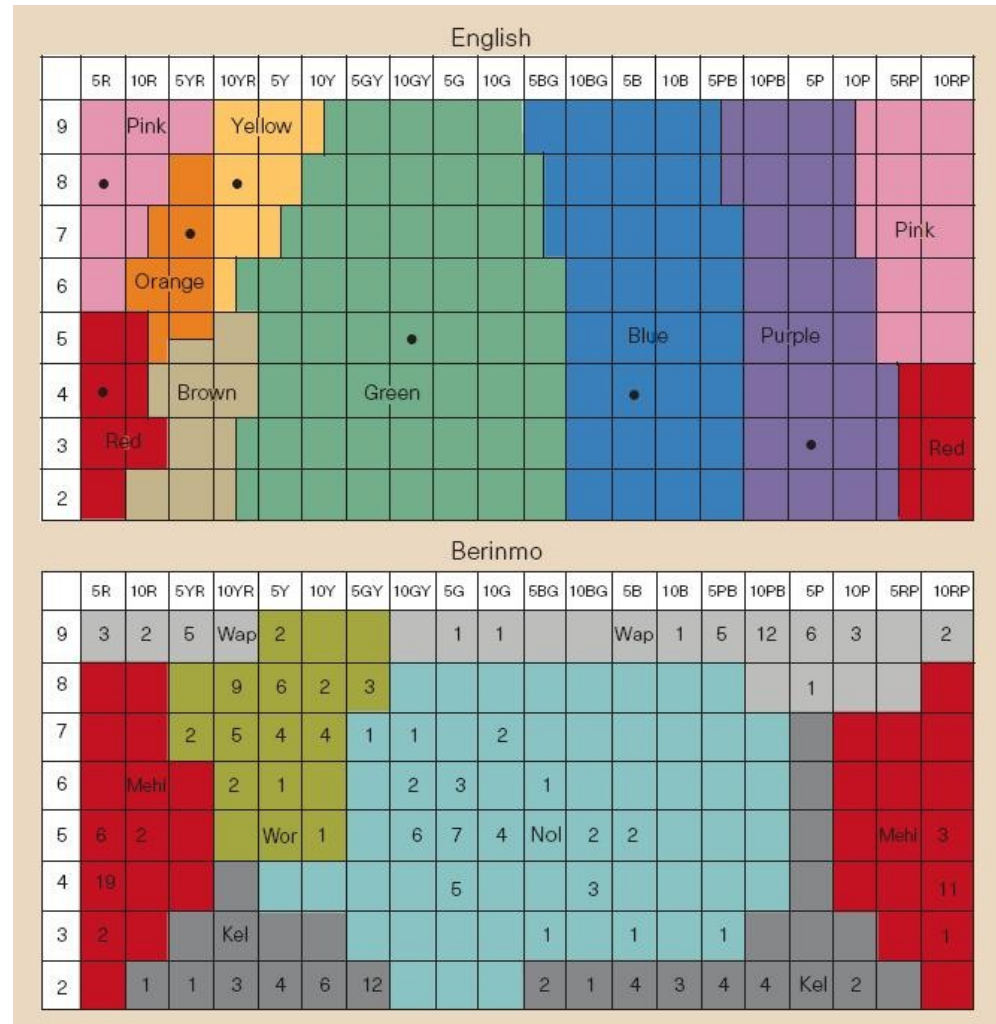 English
5R 10R 5YR 10YR 5Y 10Y 5GY 10GY 5G 10G 5BG 10BG 5B 10B 5PB 10PB 5P 10P 5RP 10RP
9 Pink Yellow
8
7 Pink
6 Orange
5 Blue Purple
4 Brown Green
3 Red Red
2
Berinmo
5R 10R 5YR 10YR 5Y 10Y 5GY 10GY 5G 10G 5BG 10BG 5B 10B 5PB 10PB 5P 10P 5RP 10RP
9 3 2 5 Wap 2 1 1 Wap 1 5 12 6 3 2
8 9 6 2 3 1
7 2 5 4 4 1 1 2
6 Mehi 2 1 2 3 1
5 6 2 Wor 1 6 7 4 Nol 2 2 Mehi 3
4 19 5 3 11
3 2 Kel 1 1 1 1
2 1 1 3 4 6 12 2 1 4 3 4 4 Kel 2